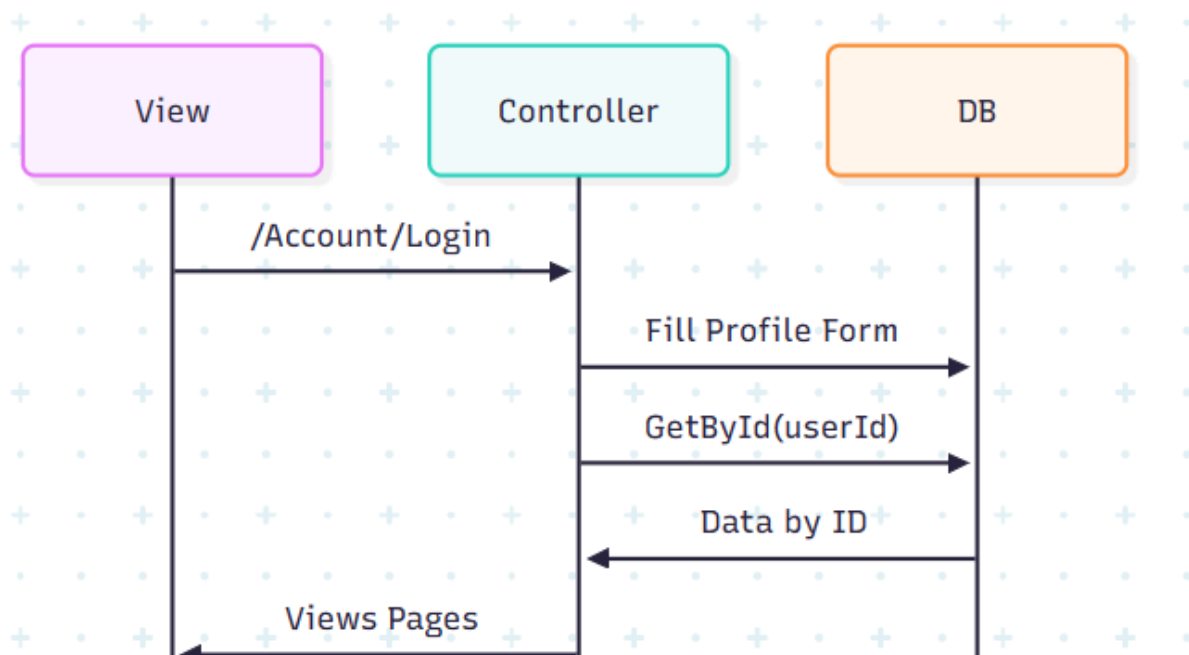 View
Controller
DB
/Account/Login
Fill Profile Form
GetById(userId)
Data by ID
Views Pages